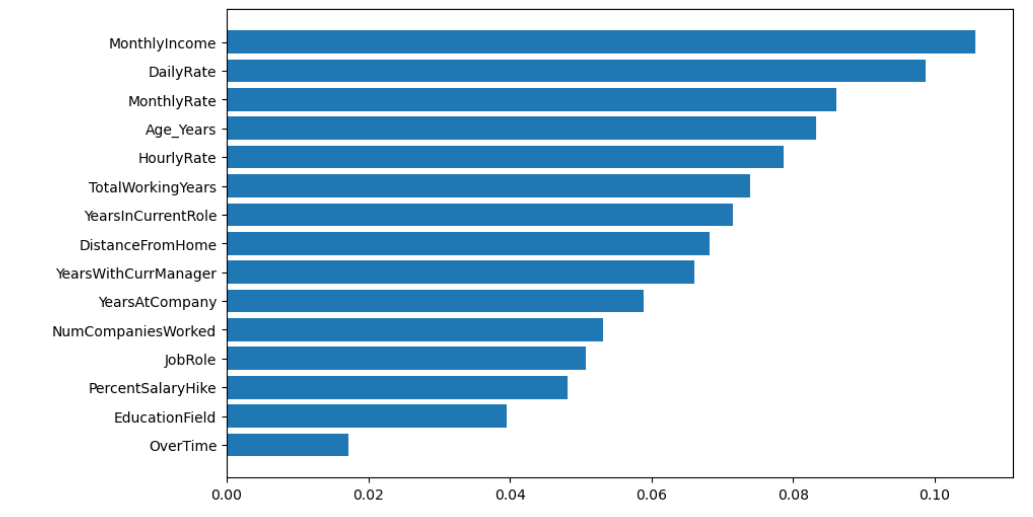 MonthlyIncome
DailyRate
MonthlyRate
Age_Years
HourlyRate
TotalWorkingYears
YearsInCurrentRole
DistanceFromHome
YearsWithCurrManager
YearsAtCompany
NumCompaniesWorked
JobRole
PercentSalaryHike
EducationField
OverTime
0.00 0.02 0.04 0.06 0.08 0.10